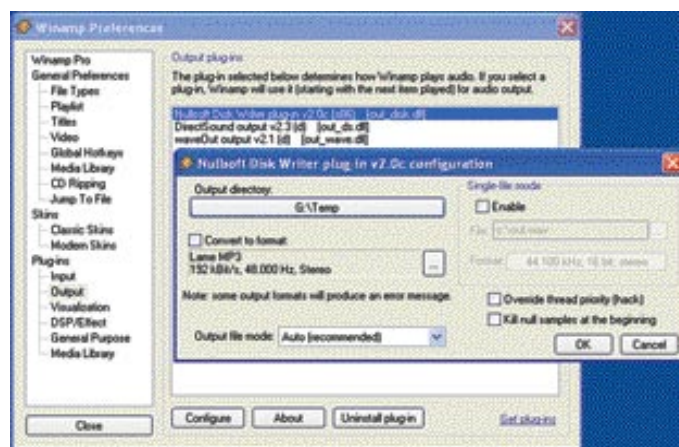 Winamp Preferences
Winamp Pro
General Preferences
File Types
Playlist
Titles
Video
Global Hotkeys
Media Library
CD Ripping
Jump To File
Skins
Classic Skins
Modern Skins
Plug-ins
Input
Output
Visualization
DSP/Effect
General Purpose
Media Library
Close
Output plug-ins
The plug-in selected below determines how Winamp plays audio. If you select a
plug-in, Winamp will use it (starting with the next played) for audio output.
Nullsoft Disk Writer plug-in v2.0c (x86) [out_disk.dll]
DirectSound output v2.3 (d) [out_ds.dll]
waveOut output v2.1 (d) [out_wave.dll]
Nullsoft Disk Writer plug-in v2.0c configuration
Output directory:
G:\Temp
Convert to format:
Lame MP3
192 kBit/s, 48.000 Hz, Stereo
...
Note: some output formats will produce an error message.
Output file mode: Auto (recommended)
Single-file mode
Enable
File: c:\out.wav
Format: 44.100 kHz, 16 bit, stereo
Override thread priority (hack)
Kill null samples at the beginning
OK Cancel
Configure About Uninstall plug-in Get plug-ins